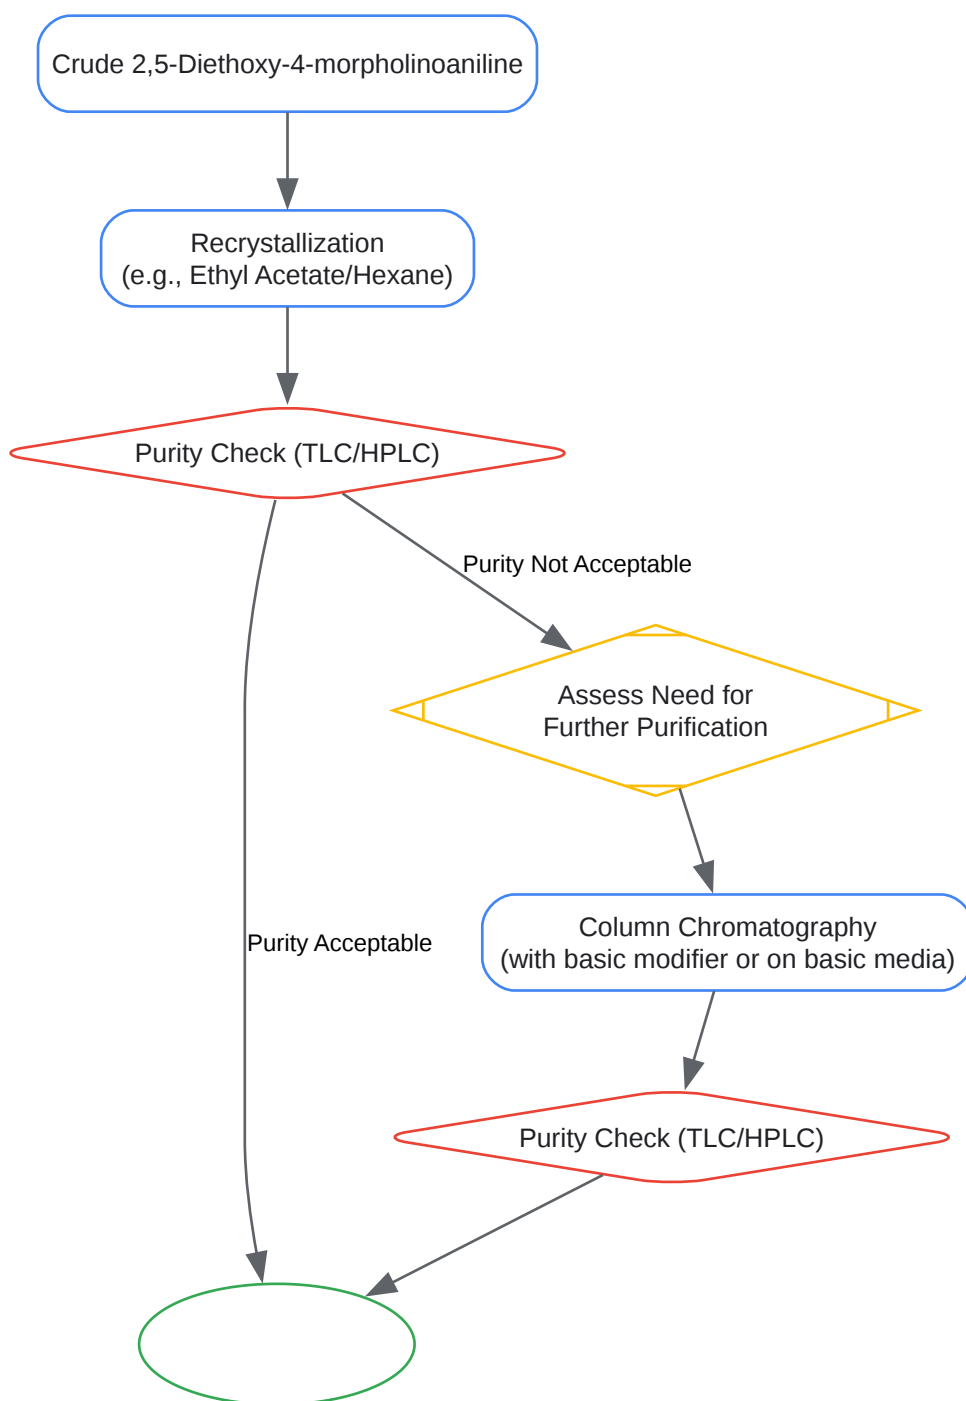 Crude 2,5-Diethoxy-4-morpholinoaniline
Recrystallization
(e.g., Ethyl Acetate/Hexane)
Purity Check (TLC/HPLC)
Purity Not Acceptable
Assess Need for
Further Purification
Column Chromatography
(with basic modifier or on basic media)
Purity Acceptable
Purity Check (TLC/HPLC)